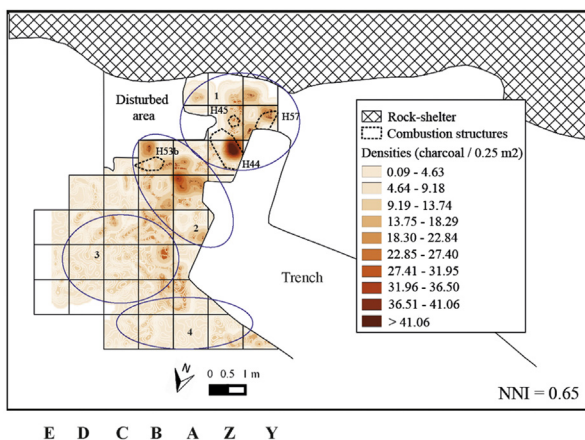 Disturbed
area
1
H45
H57
H53b
H44
2
3
4
Trench
Rock-shelter
Combustion structures
Densities (charcoal / 0.25 m2)
0.09 - 4.63
4.64 - 9.18
9.19 - 13.74
13.75 - 18.29
18.30 - 22.84
22.85 - 27.40
27.41 - 31.95
31.96 - 36.50
36.51 - 41.06
> 41.06
N
0 0.5 1 m
NNI = 0.65
E D C B A Z Y